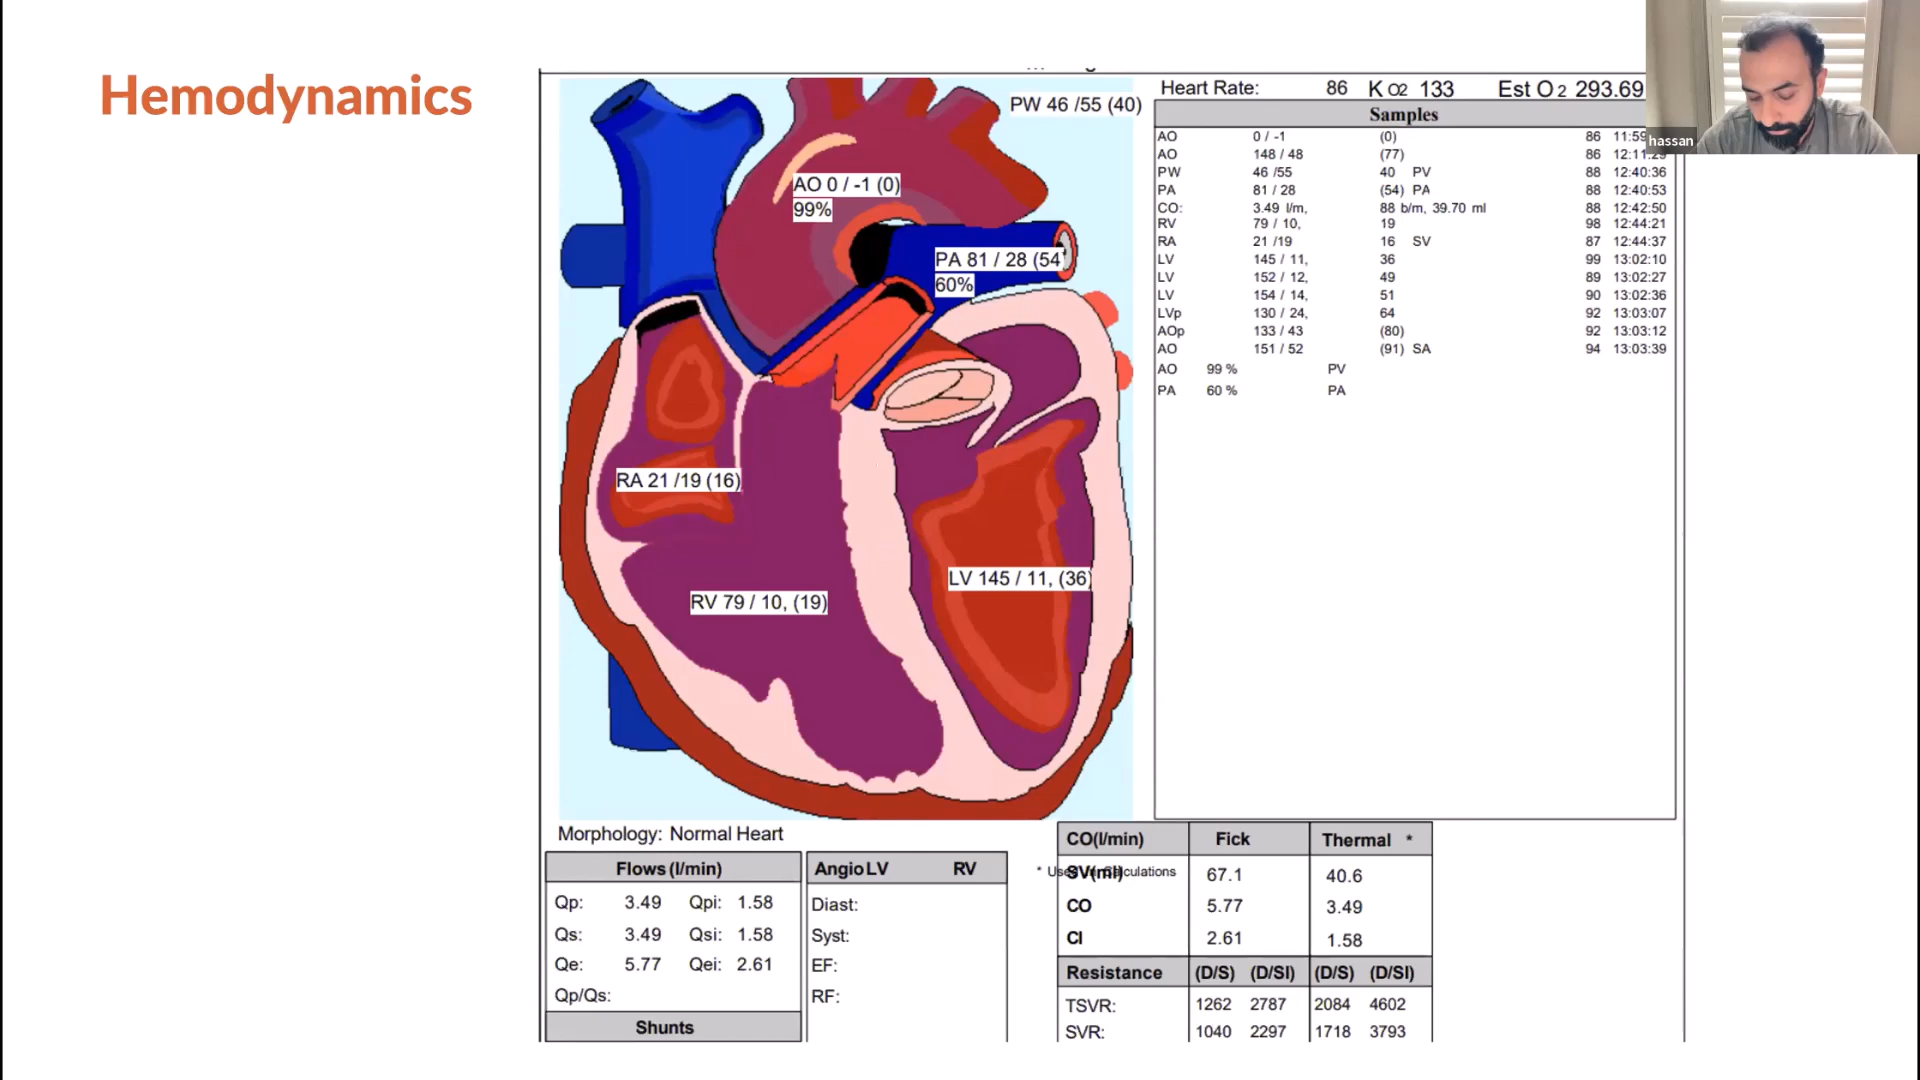 Hemodynamics
PW 46 /55 (40)
AO 0 / -1 (0)
99%
PA 81 / 28 (54)
60%
RA 21 /19 (16)
LV 145 / 11, (36)
RV 79 / 10, (19)
Morphology: Normal Heart
Heart Rate: 86 K O2 133 Est O2 293.69
hassan
Samples
AO 0 / -1 (0) 86 11:59
AO 148 / 48 (77) 86 12:11:29
PW 46 /55 40 PV 88 12:40:36
PA 81 / 28 (54) PA 88 12:40:53
CO: 3.49 l/m, 88 b/m, 39.70 ml 88 12:42:50
RV 79 / 10, 19 98 12:44:21
RA 21 /19 16 SV 87 12:44:37
LV 145 / 11, 36 99 13:02:10
LV 152 / 12, 49 89 13:02:27
LV 154 / 14, 51 90 13:02:36
LVp 130 / 24, 64 92 13:03:07
AOp 133 / 43 (80) 92 13:03:12
AO 151 / 52 (91) SA 94 13:03:39
AO 99 % PV
PA 60 % PA
Flows (l/min)
Qp: 3.49 Qpi: 1.58
Qs: 3.49 Qsi: 1.58
Qe: 5.77 Qei: 2.61
Qp/Qs:
Shunts
Angio LV RV
Diast:
Syst:
EF:
RF:
CO(l/min) Fick Thermal *
SV(ml) 67.1 40.6
CO 5.77 3.49
CI 2.61 1.58
Resistance (D/S) (D/SI) (D/S) (D/SI)
TSVR: 1262 2787 2084 4602
SVR: 1040 2297 1718 3793